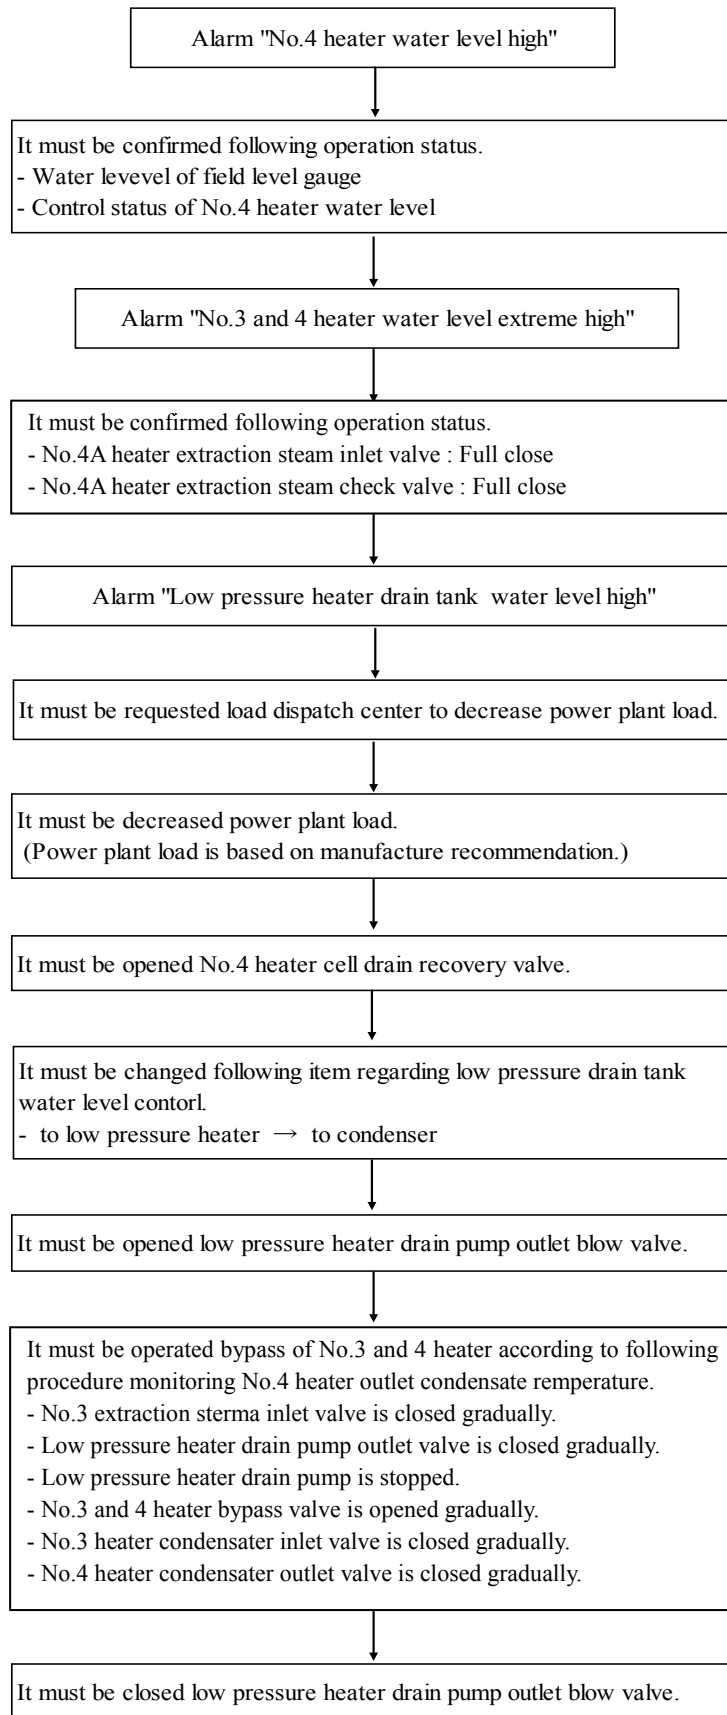 Alarm "No.4 heater water level high"
It must be confirmed following operation status.
- Water levevel of field level gauge
- Control status of No.4 heater water level
Alarm "No.3 and 4 heater water level extreme high"
It must be confirmed following operation status.
- No.4A heater extraction steam inlet valve : Full close
- No.4A heater extraction steam check valve : Full close
Alarm "Low pressure heater drain tank  water level high"
It must be requested load dispatch center to decrease power plant load.
It must be decreased power plant load.
(Power plant load is based on manufacture recommendation.)
It must be opened No.4 heater cell drain recovery valve.
It must be changed following item regarding low pressure drain tank
water level contorl.
- to low pressure heater → to condenser
It must be opened low pressure heater drain pump outlet blow valve.
It must be operated bypass of No.3 and 4 heater according to following
procedure monitoring No.4 heater outlet condensate remperature.
- No.3 extraction sterma inlet valve is closed gradually.
- Low pressure heater drain pump outlet valve is closed gradually.
- Low pressure heater drain pump is stopped.
- No.3 and 4 heater bypass valve is opened gradually.
- No.3 heater condensater inlet valve is closed gradually.
- No.4 heater condensater outlet valve is closed gradually.
It must be closed low pressure heater drain pump outlet blow valve.